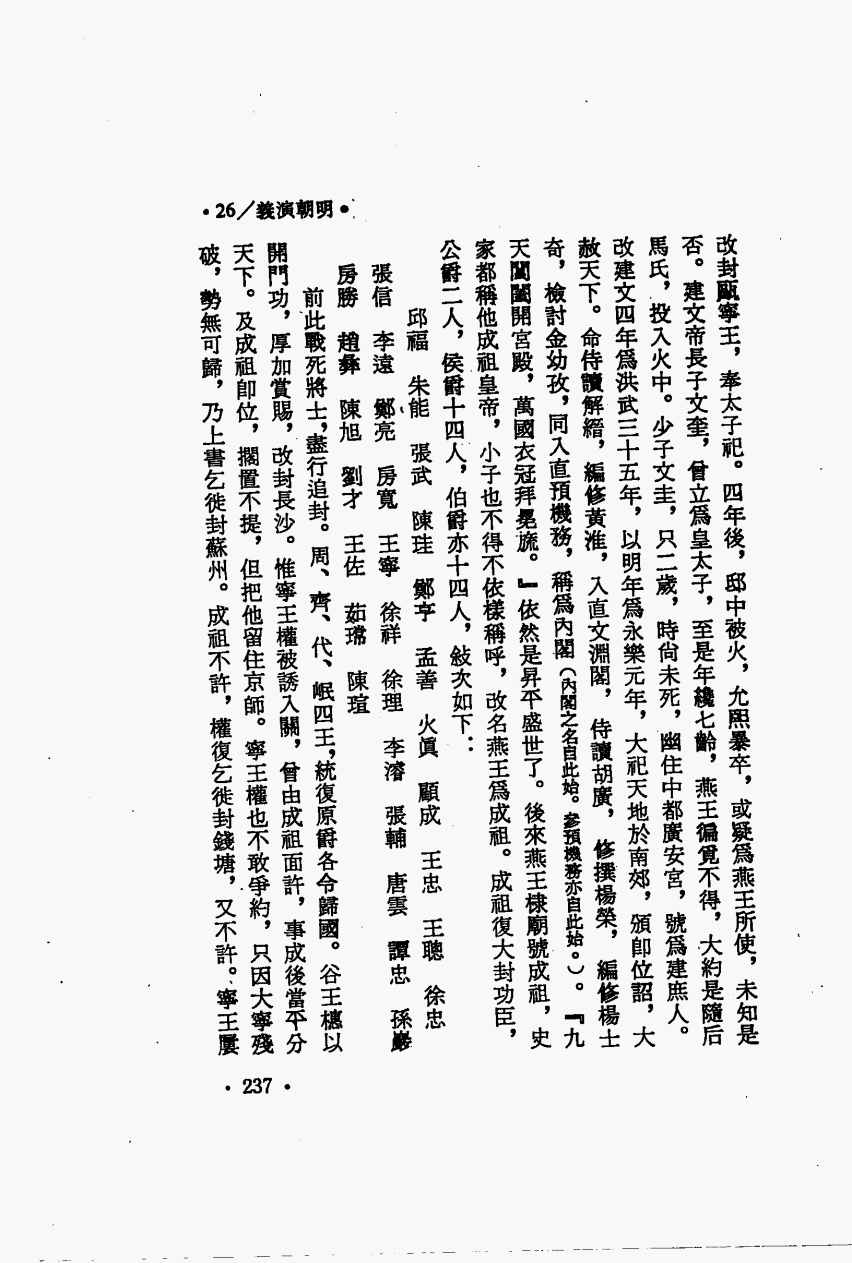 •26/義演朝明•
改封甌寧王，奉太子祀。四年後，邸中被火，允熙暴卒，或疑爲燕王所使，未知是
否。建文帝長子文奎，曾立爲皇太子，至是年纔七齡，燕王徧覓不得，大約是隨后
馬氏，投入火中。少子文圭，只二歲，時尙未死，幽住中都廣安宮，號爲建庶人。
改建文四年爲洪武三十五年，以明年爲永樂元年，大祀天地於南郊，頒卽位詔，大
赦天下。命侍讀解縉，編修黃淮，入直文淵閣，侍讀胡廣，修撰楊榮，編修楊士
奇，檢討金幼孜，同入直預機務，稱爲內閣（內閣之名自此始。參預機務亦自此始。）。『九
天閶闔開宮殿，萬國衣冠拜冕旒。』依然是昇平盛世了。後來燕王棣廟號成祖，史
家都稱他成祖皇帝，小子也不得不依樣稱呼，改名燕王爲成祖。成祖復大封功臣，
公爵二人，侯爵十四人，伯爵亦十四人，敍次如下：
邱福 朱能 張武 陳珪 鄭亨 孟善 火眞 顧成 王忠 王聰 徐忠
張信 李遠 鄭亮 房寬 王寧 徐祥 徐理 李濬 張輔 唐雲 譚忠 孫巖
房勝 趙彝 陳旭 劉才 王佐 茹瑺 陳瑄
前此戰死將士，盡行追封。周、齊、代、岷四王，統復原爵各令歸國。谷王橞以
開門功，厚加賞賜，改封長沙。惟寧王權被誘入關，曾由成祖面許，事成後當平分
天下。及成祖卽位，擱置不提，但把他留住京師。寧王權也不敢爭約，只因大寧殘
破，勢無可歸，乃上書乞徙封蘇州。成祖不許，權復乞徙封錢塘，又不許。寧王屢
•237•